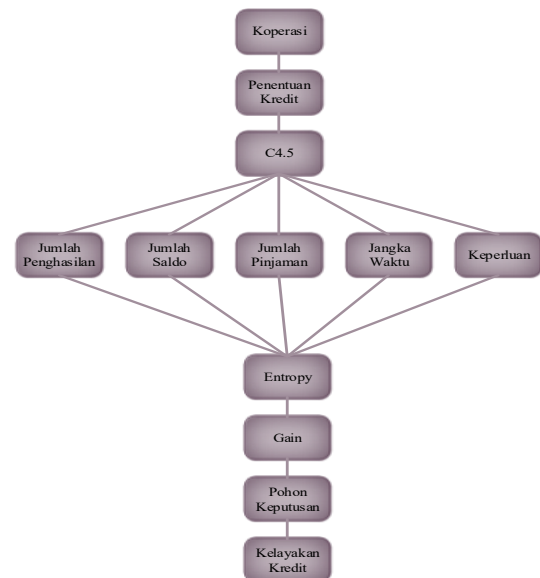 Koperasi
Penentuan
Kredit
C4.5
Jumlah
Penghasilan
Jumlah
Saldo
Jumlah
Pinjaman
Jangka
Waktu
Keperluan
Entropy
Gain
Pohon
Keputusan
Kelayakan
Kredit